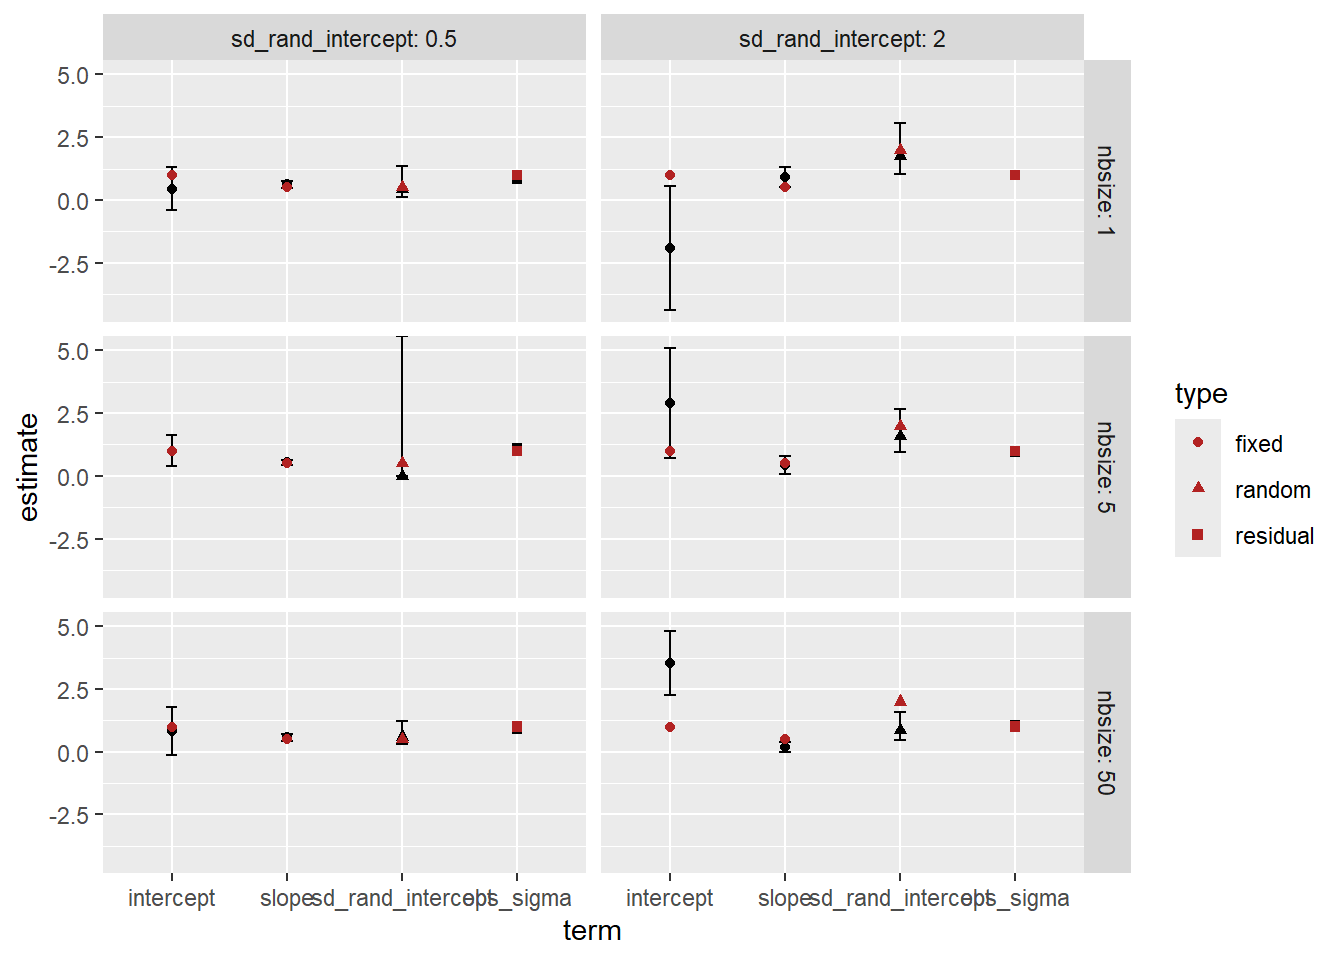 sd_rand_intercept: 0.5
sd_rand_intercept: 2
5.0
2.5
0.0
-2.5
nbsize: 1
5.0
2.5
0.0
-2.5
nbsize: 5
5.0
2.5
0.0
-2.5
nbsize: 50
estimate
intercept
slope
sd_rand_intercept
obs_sigma
intercept
slope
sd_rand_intercept
obs_sigma
term
type
fixed
random
residual